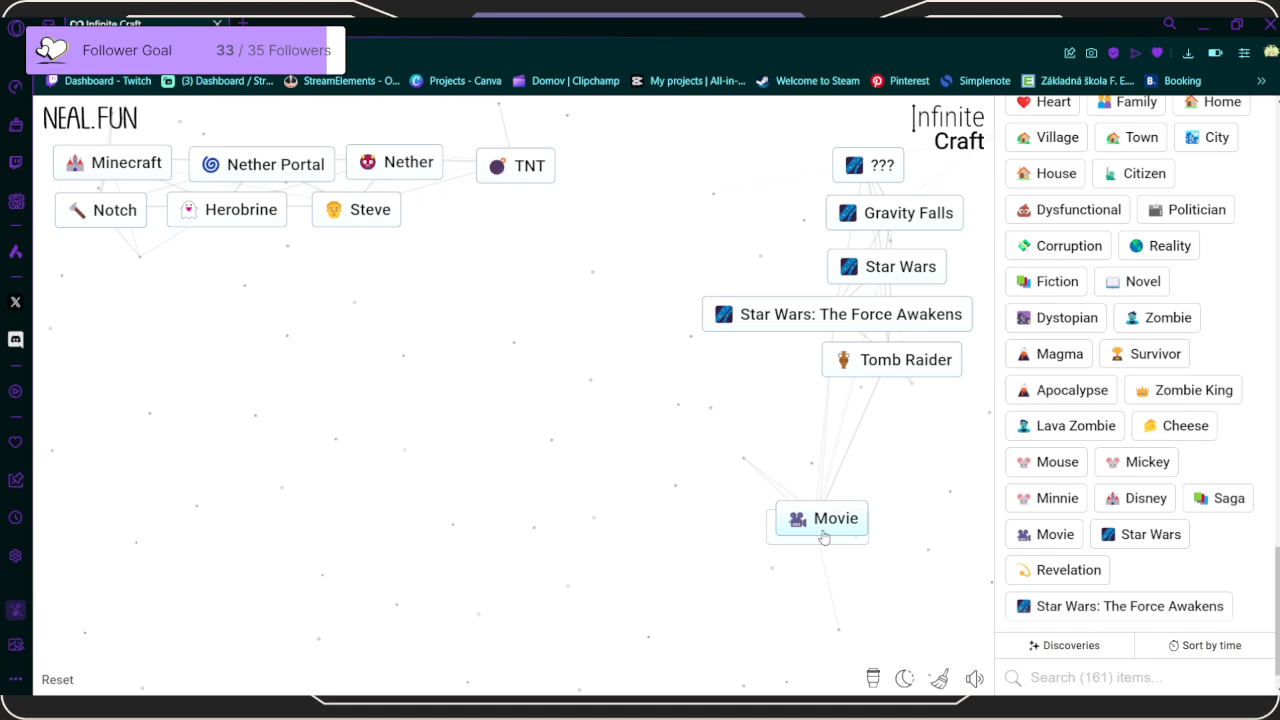 Infinite Craft
Follower Goal 33 / 35 Followers
Dashboard - Twitch (3) Dashboard / Str... StreamElements - O... Projects - Canva Domov | Clipchamp My projects | All-in-... Welcome to Steam Pinterest Simplenote Základná škola F. E... Booking
NEAL.FUN
Infinite
Craft
Minecraft Nether Portal Nether TNT
Notch Herobrine Steve
???
Gravity Falls
Star Wars
Star Wars: The Force Awakens
Tomb Raider
Movie
Heart Family Home
Village Town City
House Citizen
Dysfunctional Politician
Corruption Reality
Fiction Novel
Dystopian Zombie
Magma Survivor
Apocalypse Zombie King
Lava Zombie Cheese
Mouse Mickey
Minnie Disney Saga
Movie Star Wars
Revelation
Star Wars: The Force Awakens
Discoveries Sort by time
Search (161) items...
Reset